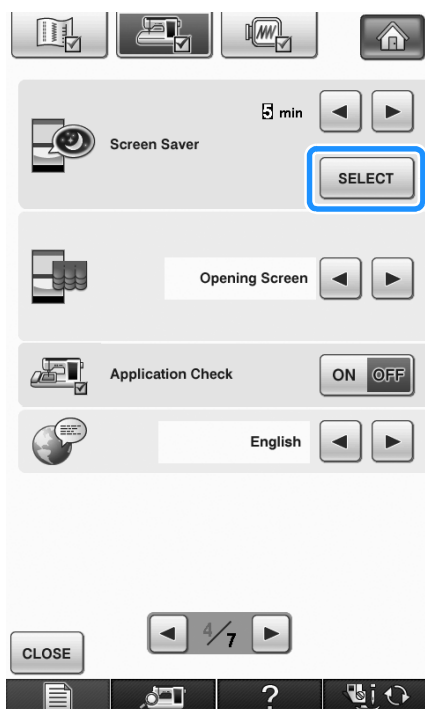 5 min
Screen Saver
SELECT
Opening Screen
Application Check
ON OFF
English
4/7
CLOSE
?